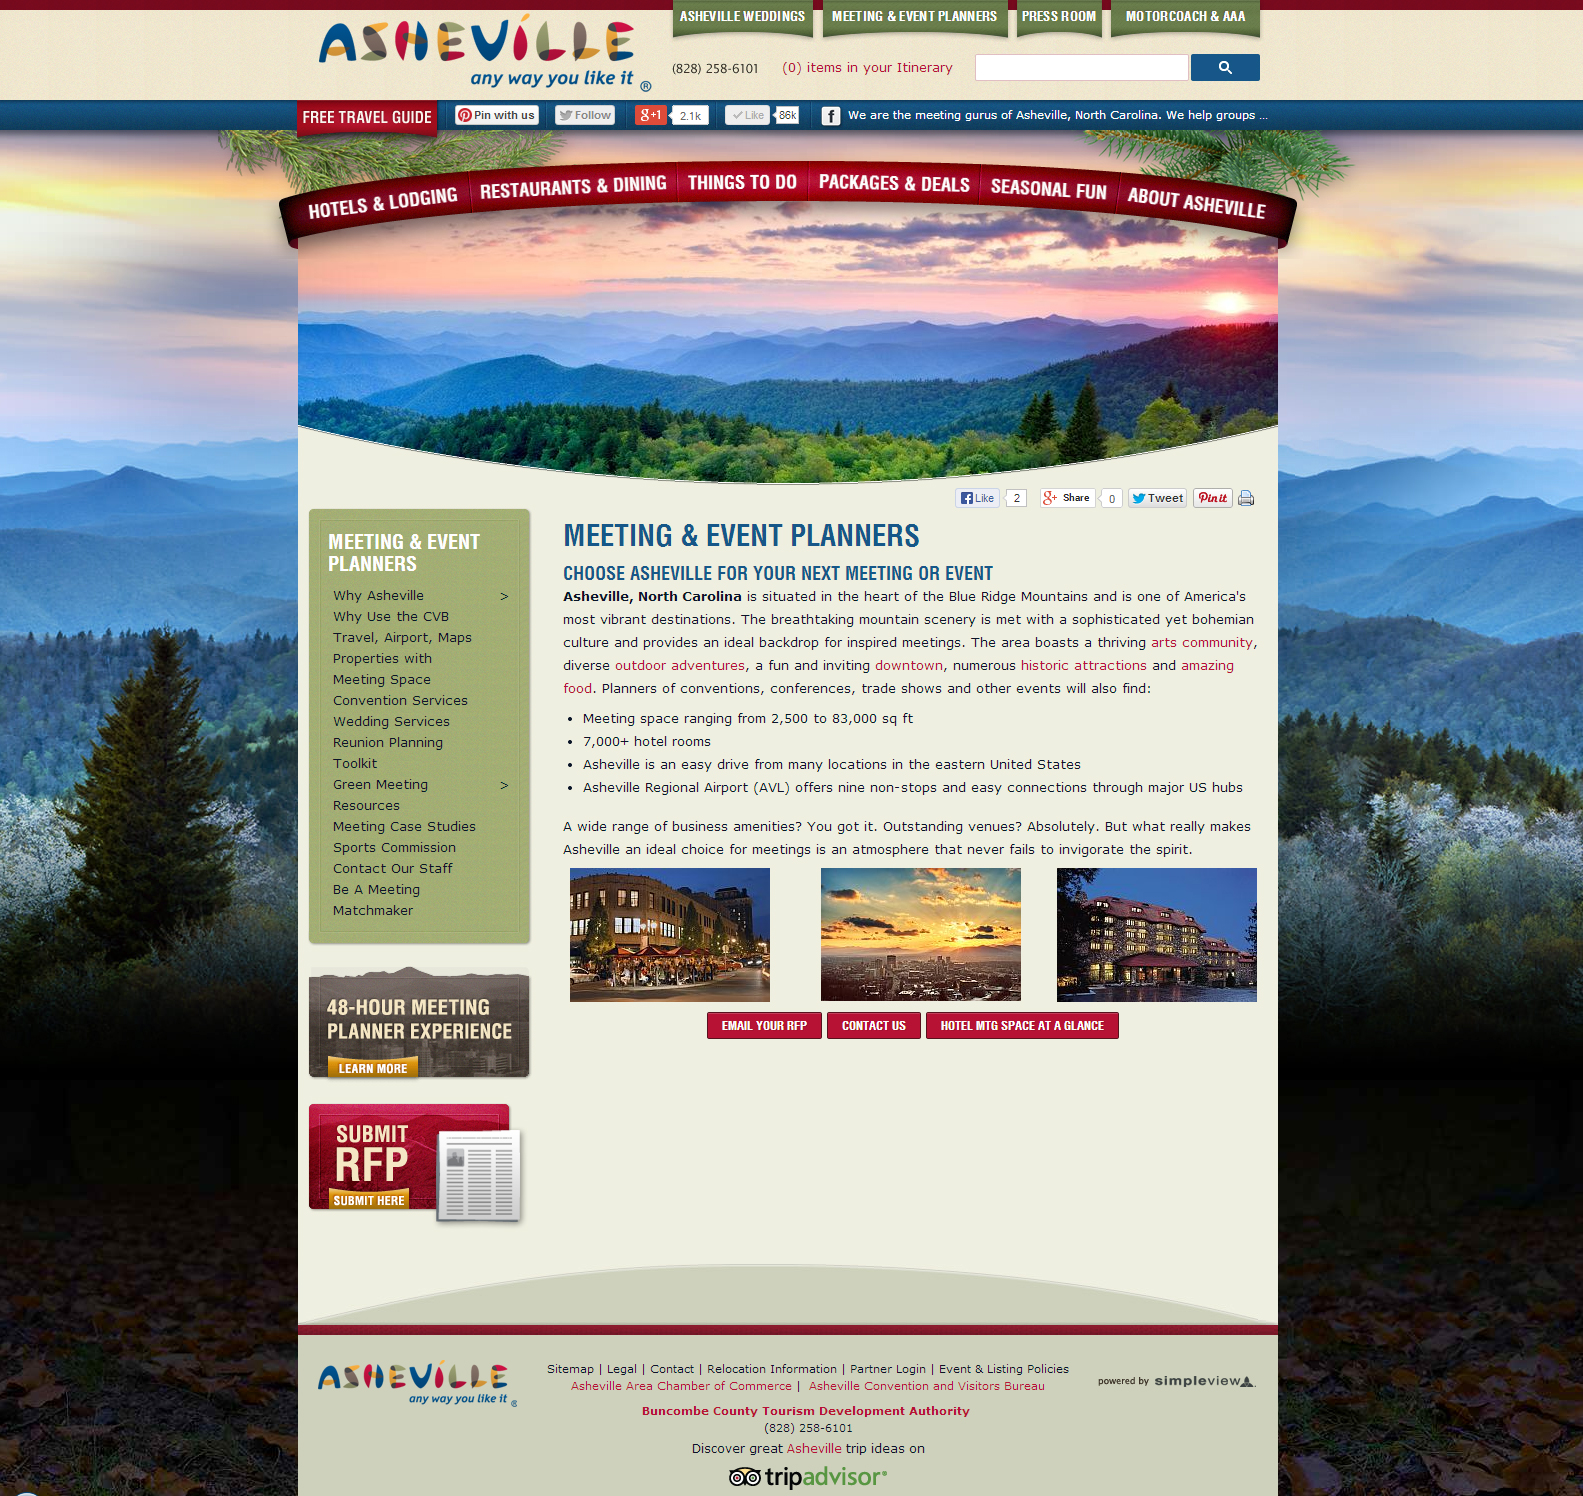 ASHEVILLE
any way you like it ®
ASHEVILLE WEDDINGS
MEETING & EVENT PLANNERS
PRESS ROOM
MOTORCOACH & AAA
(828) 258-6101
(0) items in your Itinerary
FREE TRAVEL GUIDE
Pin with us
Follow
g+1
2.1k
Like
86k
We are the meeting gurus of Asheville, North Carolina. We help groups ...
HOTELS & LODGING
RESTAURANTS & DINING
THINGS TO DO
PACKAGES & DEALS
SEASONAL FUN
ABOUT ASHEVILLE
Like
2
Share
0
Tweet
Pin it
MEETING & EVENT
PLANNERS
Why Asheville >
Why Use the CVB
Travel, Airport, Maps
Properties with
Meeting Space
Convention Services
Wedding Services
Reunion Planning
Toolkit
Green Meeting >
Resources
Meeting Case Studies
Sports Commission
Contact Our Staff
Be A Meeting
Matchmaker
48-HOUR MEETING
PLANNER EXPERIENCE
LEARN MORE
SUBMIT
RFP
SUBMIT HERE
MEETING & EVENT PLANNERS
CHOOSE ASHEVILLE FOR YOUR NEXT MEETING OR EVENT
Asheville, North Carolina is situated in the heart of the Blue Ridge Mountains and is one of America's
most vibrant destinations. The breathtaking mountain scenery is met with a sophisticated yet bohemian
culture and provides an ideal backdrop for inspired meetings. The area boasts a thriving arts community,
diverse outdoor adventures, a fun and inviting downtown, numerous historic attractions and amazing
food. Planners of conventions, conferences, trade shows and other events will also find:
• Meeting space ranging from 2,500 to 83,000 sq ft
• 7,000+ hotel rooms
• Asheville is an easy drive from many locations in the eastern United States
• Asheville Regional Airport (AVL) offers nine non-stops and easy connections through major US hubs
A wide range of business amenities? You got it. Outstanding venues? Absolutely. But what really makes
Asheville an ideal choice for meetings is an atmosphere that never fails to invigorate the spirit.
EMAIL YOUR RFP
CONTACT US
HOTEL MTG SPACE AT A GLANCE
ASHEVILLE
any way you like it ®
Sitemap | Legal | Contact | Relocation Information | Partner Login | Event & Listing Policies
Asheville Area Chamber of Commerce | Asheville Convention and Visitors Bureau
powered by simpleview
Buncombe County Tourism Development Authority
(828) 258-6101
Discover great Asheville trip ideas on
tripadvisor®